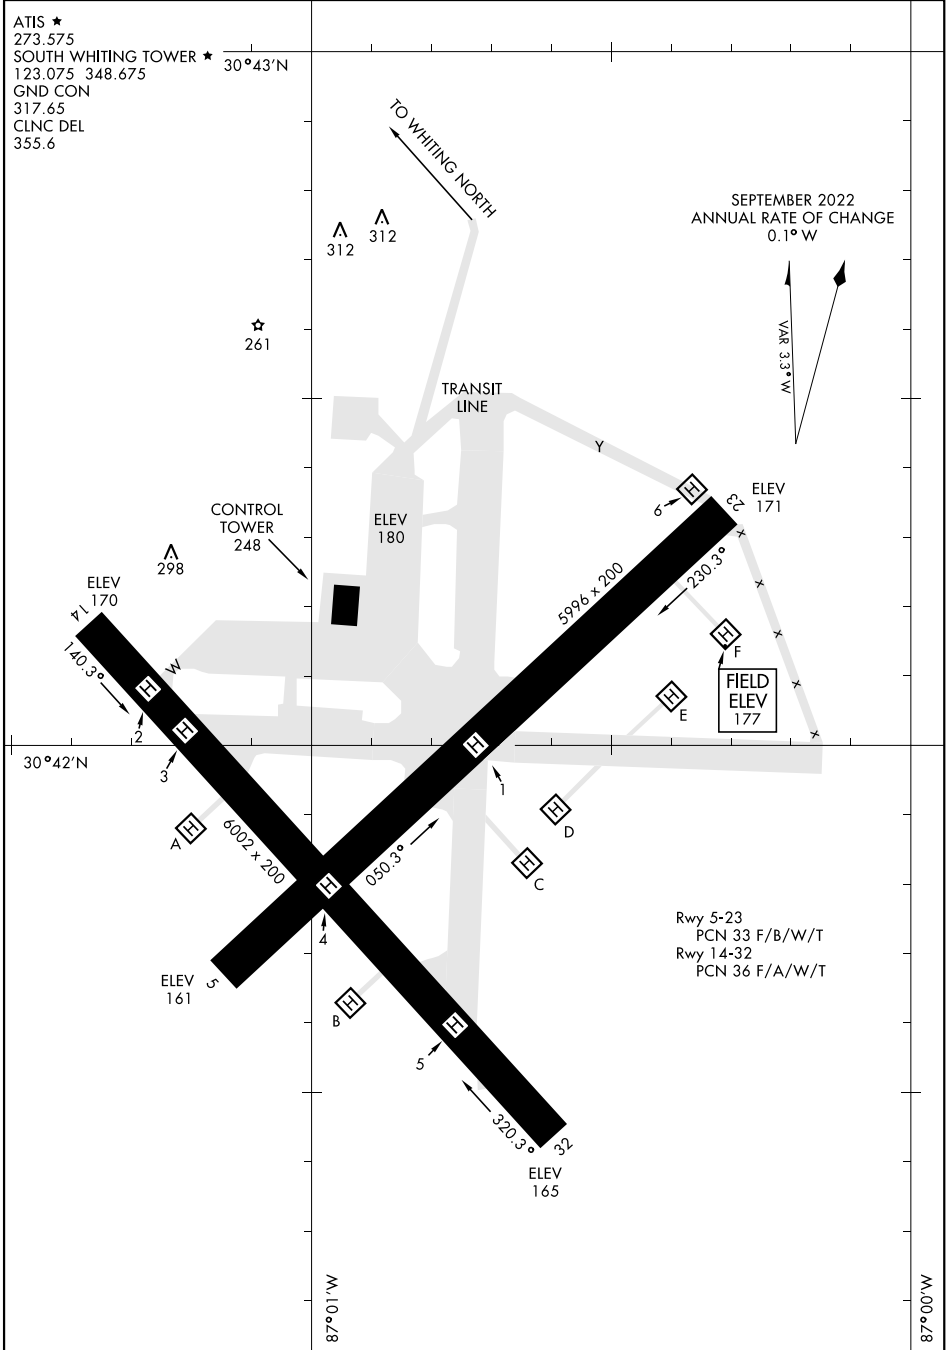 ATIS ★
273.575
SOUTH WHITING TOWER ★
123.075 348.675
GND CON
317.65
CLNC DEL
355.6
30°43'N
TO WHITING NORTH
SEPTEMBER 2022
ANNUAL RATE OF CHANGE
0.1° W
VAR 3.3° W
312
312
261
TRANSIT
LINE
Y
CONTROL
TOWER
248
ELEV
180
6
H
23
ELEV
171
298
ELEV
170
14
140.3°
W
5996 x 200
230.3°
H
F
FIELD
ELEV
177
H
E
H
2
H
3
H
1
30°42'N
H
A
6002 x 200
050.3°
H
D
H
C
H
4
Rwy 5-23
PCN 33 F/B/W/T
Rwy 14-32
PCN 36 F/A/W/T
ELEV
161
5
H
B
H
5
320.3°
32
ELEV
165
87°01'W
87°00'W